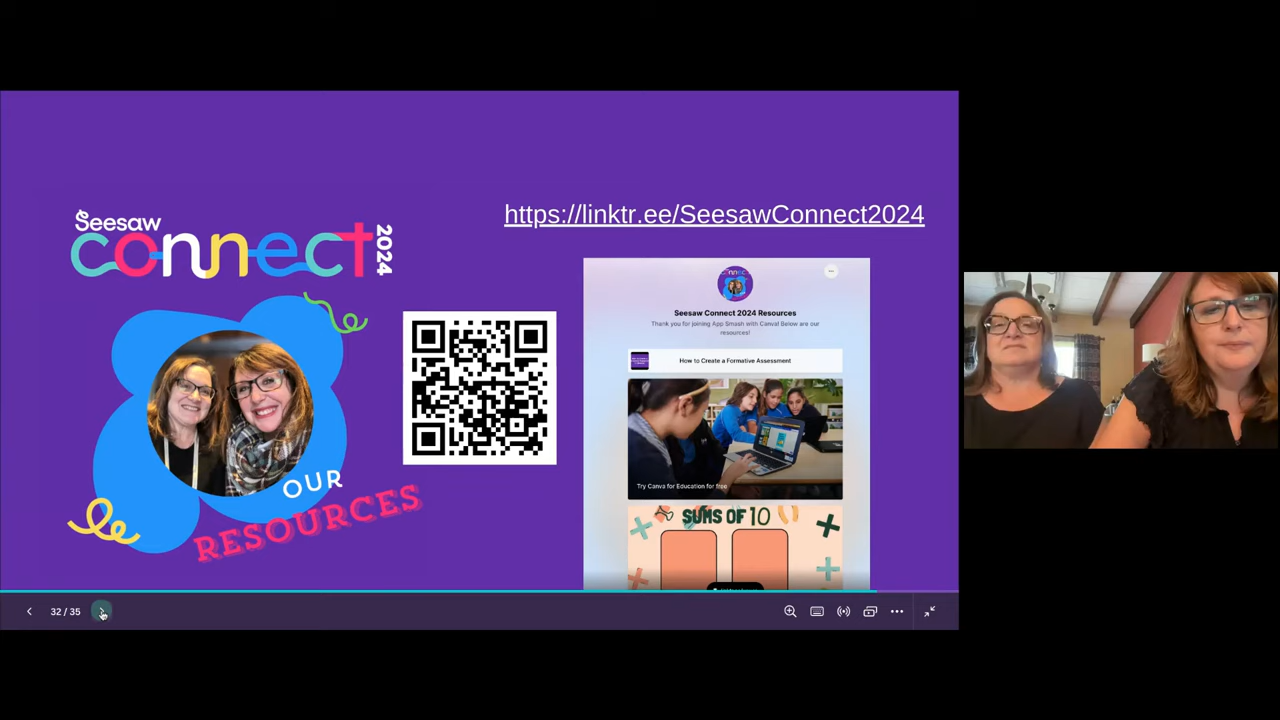 https://linktr.ee/SeesawConnect2024
Seesaw
connect
2024
OUR
RESOURCES
Seesaw Connect 2024 Resources
Thank you for joining App Smash with Canva! Below are our
resources!
How to Create a Formative Assessment
Try Canva for Education for free
SUMS OF 10
32 / 35